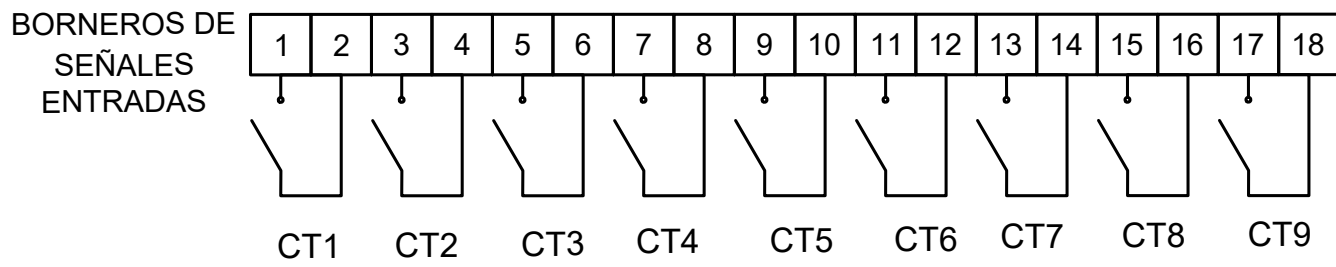 BORNEROS DE
SEÑALES
ENTRADAS
1 2 3 4 5 6 7 8 9 10 11 12 13 14 15 16 17 18
CT1 CT2 CT3 CT4 CT5 CT6 CT7 CT8 CT9